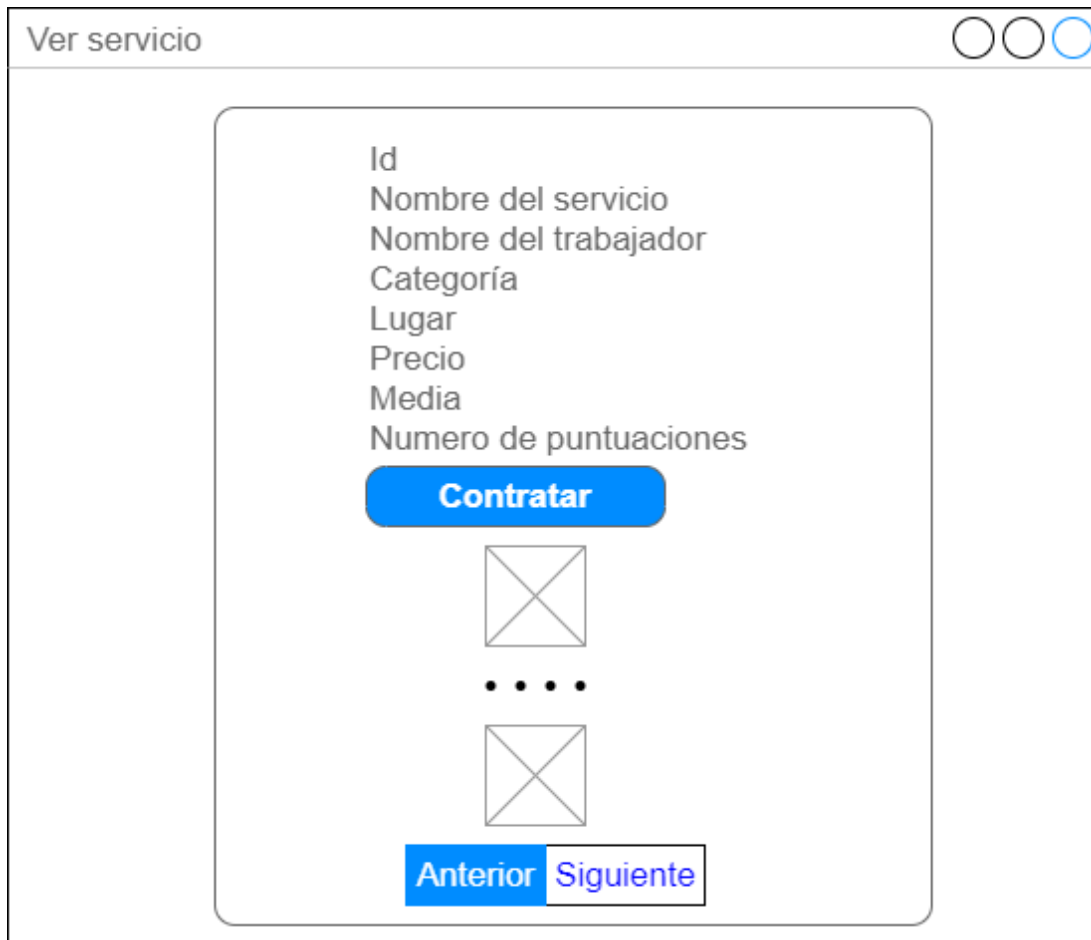 Ver servicio
Id
Nombre del servicio
Nombre del trabajador
Categoría
Lugar
Precio
Media
Numero de puntuaciones
Contratar
Anterior Siguiente